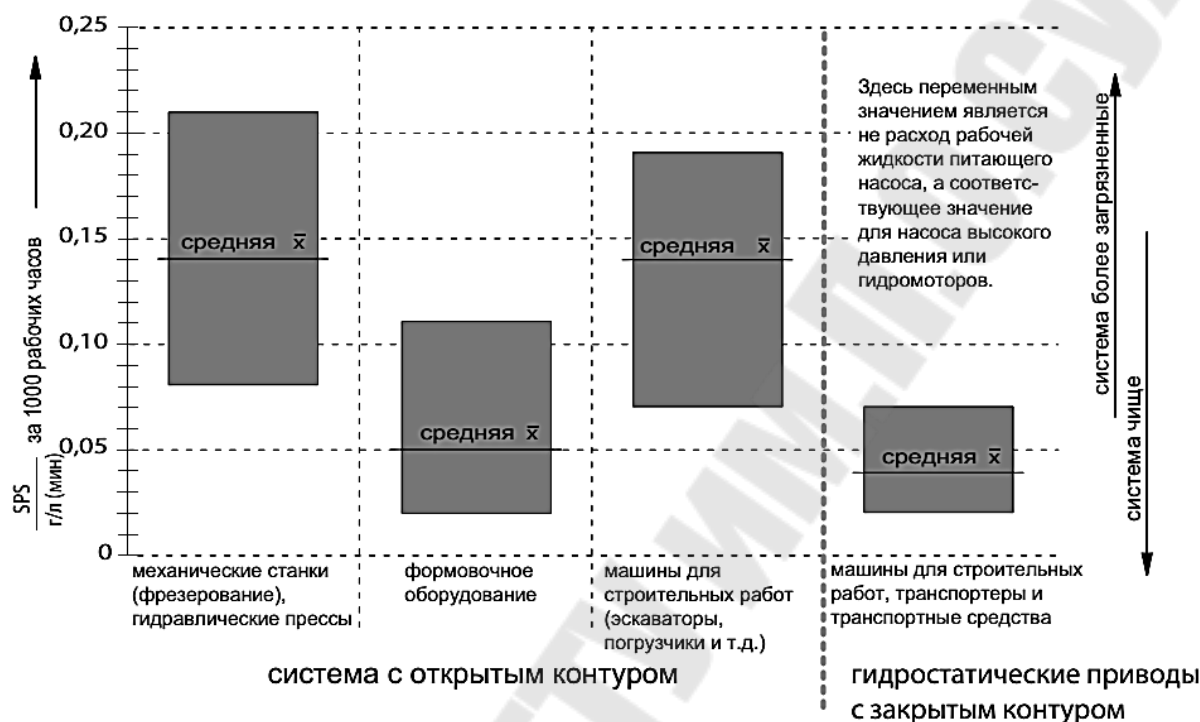 0,25
0,20
0,15
0,10
0,05
0
SPS
г/л (мин)
за 1000 рабочих часов
средняя x̅
средняя x̅
средняя x̅
средняя x̅
Здесь переменным
значением является
не расход рабочей
жидкости питающего
насоса, а соответс-
твующее значение
для насоса высокого
давления или
гидромоторов.
система более загрязненные
система чище
механические станки
(фрезерование),
гидравлические прессы
формовочное
оборудование
машины для
строительных работ
(эскаваторы,
погрузчики и т.д.)
машины для строительных
работ, транспортеры и
транспортные средства
система с открытым контуром
гидростатические приводы
с закрытым контуром